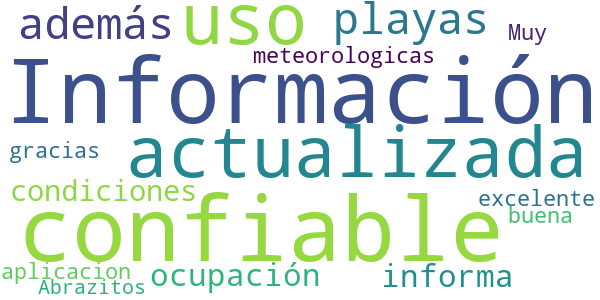 además uso playas Muy
meteorologicas
Información
gracias actualizada
condiciones excelente
confiable buena
aplicacion ocupación informa
Abrazitos